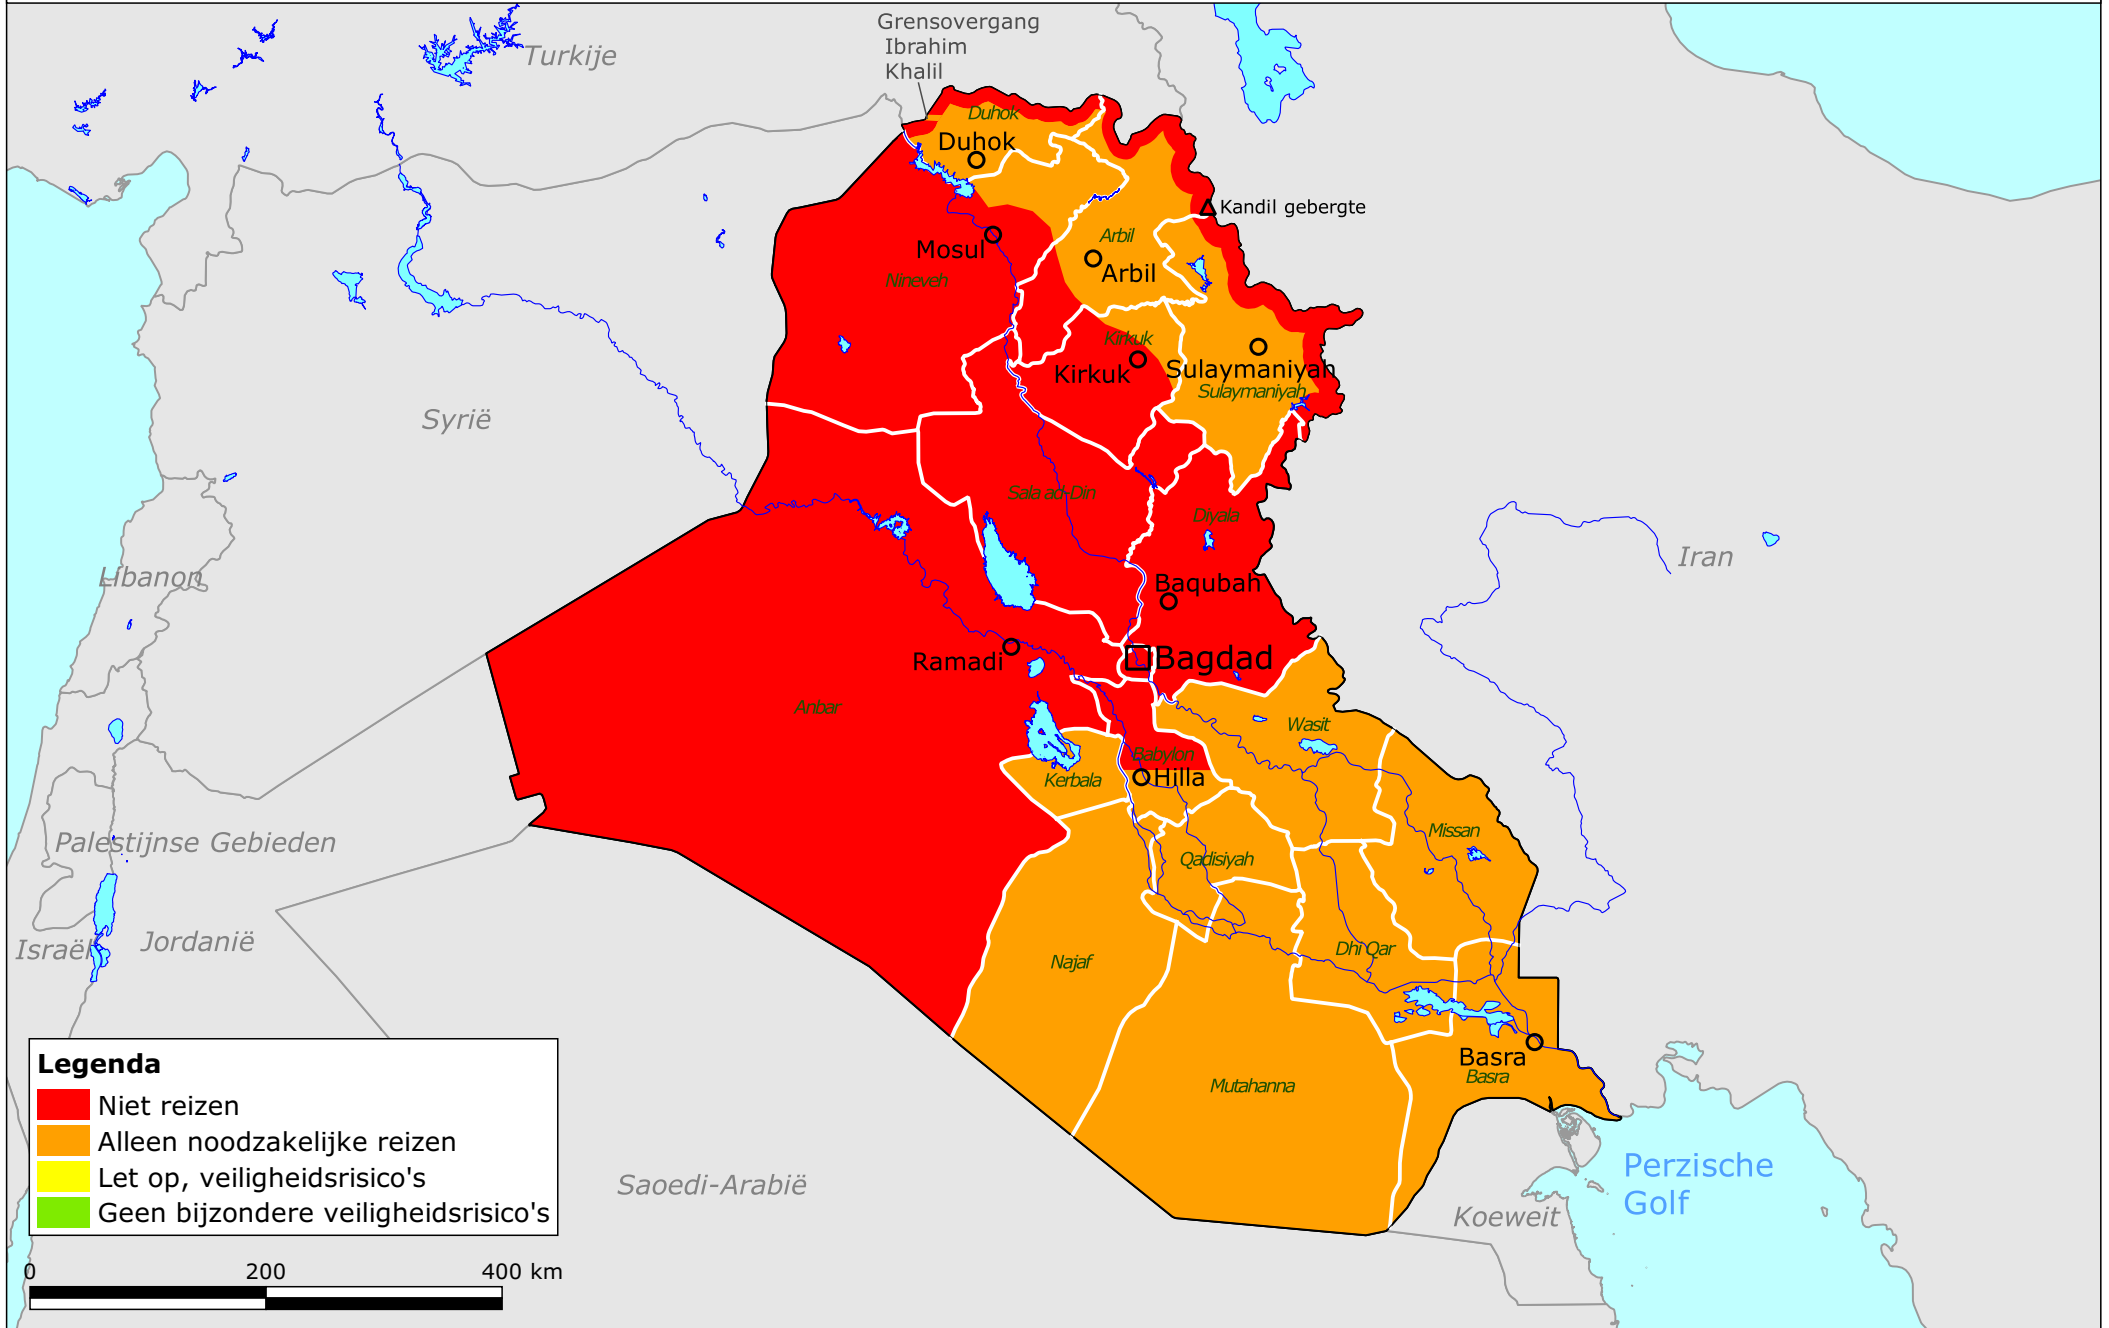 Grensovergang
Ibrahim
Khalil
Turkije
Duhok
Duhok
Kandil gebergte
Mosul
Arbil
Arbil
Nineveh
Kirkuk
Kirkuk
Sulaymaniyah
Sulaymaniyah
Syrië
Sala ad-Din
Diyala
Iran
Libanon
Baqubah
Ramadi
Bagdad
Anbar
Wasit
Babylon
Kerbala
Hilla
Palestijnse Gebieden
Missan
Qadisiyah
Israël
Jordanië
Najaf
Dhi Qar
Basra
Basra
Mutahanna
Legenda
Niet reizen
Alleen noodzakelijke reizen
Let op, veiligheidsrisico's
Geen bijzondere veiligheidsrisico's
Saoedi-Arabië
Koeweit
Perzische
Golf
0 200 400 km